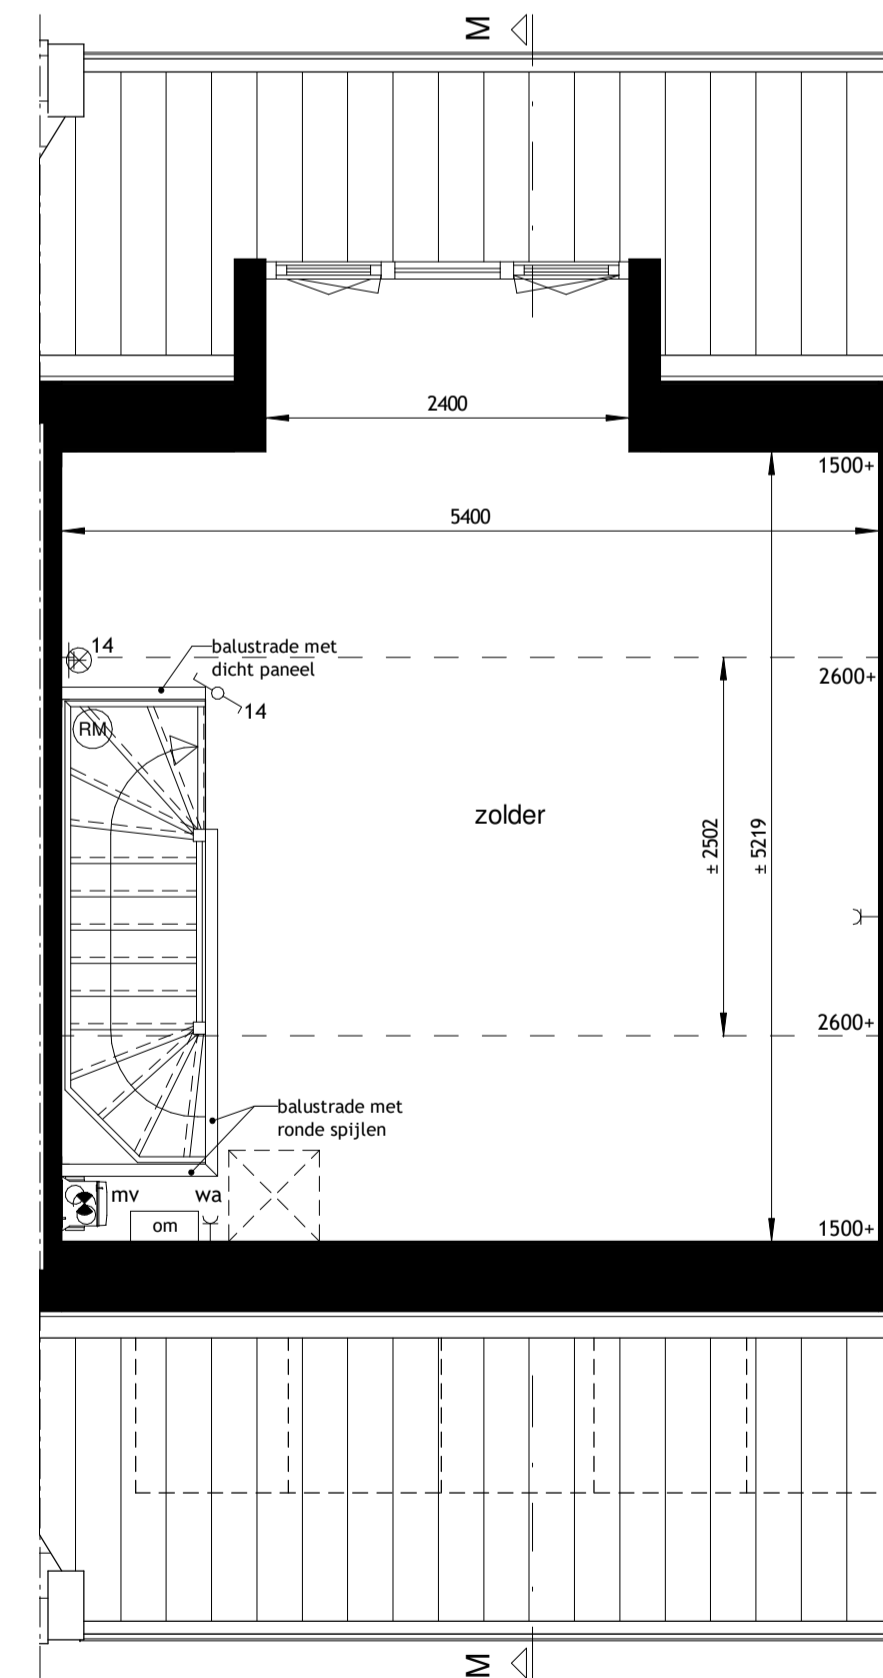 M
2400
1500+
5400
14
balustrade met
dicht paneel
2600+
14
RM
zolder
± 2502
± 5219
2600+
balustrade met
ronde spijlen
mv
wa
om
1500+
M